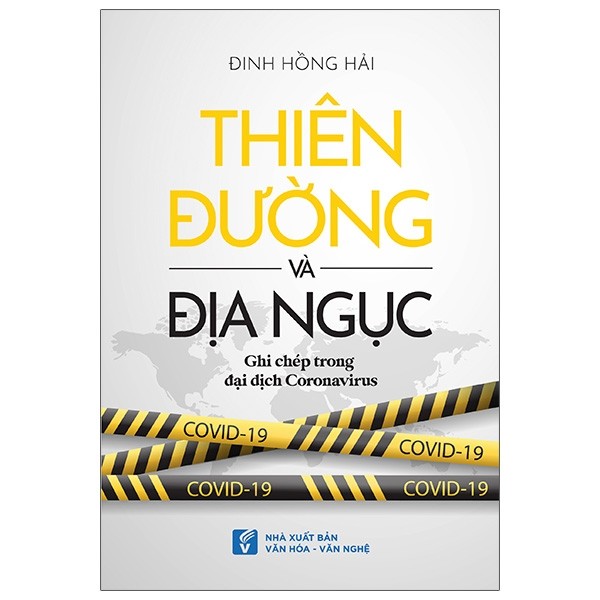 ĐINH HỒNG HẢI
THIÊN
ĐƯỜNG
VÀ
ĐỊA NGỤC
Ghi chép trong
đại dịch Coronavirus
COVID-19
COVID-19
COVID-19
COVID-19
NHÀ XUẤT BẢN
VĂN HÓA - VĂN NGHỆ